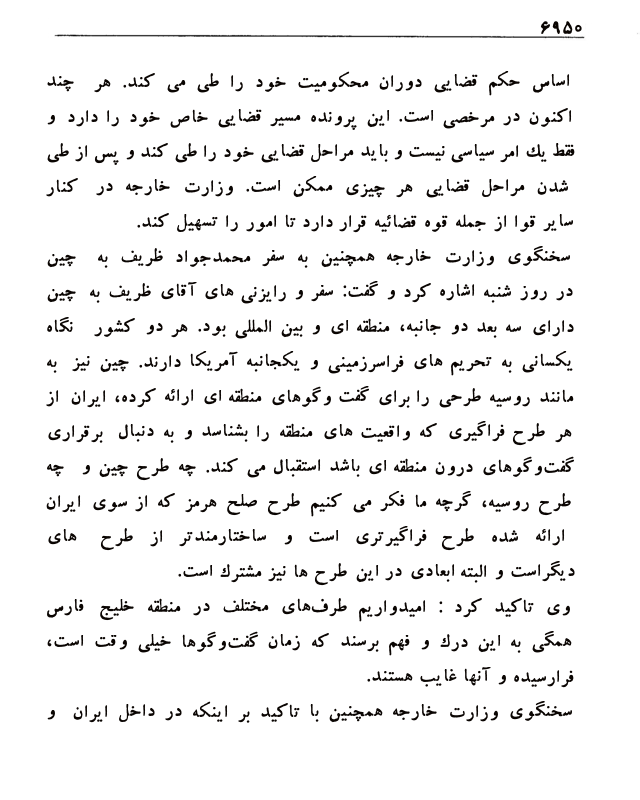 ۶۹۵۰
اساس حکم قضایی دوران محکومیت خود را طی می کند. هر چند
اکنون در مرخصی است. این پرونده مسیر قضایی خاص خود را دارد و
فقط یك امر سیاسی نیست و باید مراحل قضایی خود را طی کند و پس از طی
شدن مراحل قضایی هر چیزی ممکن است. وزارت خارجه در کنار
سایر قوا از جمله قوه قضائیه قرار دارد تا امور را تسهیل کند.
سخنگوی وزارت خارجه همچنین به سفر محمدجواد ظریف به چین
در روز شنبه اشاره کرد و گفت: سفر و رایزنی های آقای ظریف به چین
دارای سه بعد دو جانبه، منطقه ای و بین المللی بود. هر دو کشور نگاه
یکسانی به تحریم های فراسرزمینی و یکجانبه آمریکا دارند. چین نیز به
مانند روسیه طرحی را برای گفت وگوهای منطقه ای ارائه کرده، ایران از
هر طرح فراگیری که واقعیت های منطقه را بشناسد و به دنبال برقراری
گفت‌وگوهای درون منطقه ای باشد استقبال می کند. چه طرح چین و چه
طرح روسیه، گرچه ما فکر می کنیم طرح صلح هرمز که از سوی ایران
ارائه شده طرح فراگیرتری است و ساختارمندتر از طرح های
دیگراست و البته ابعادی در این طرح ها نیز مشترك است.
وی تاکید کرد : امیدواریم طرف‌های مختلف در منطقه خلیج فارس
همگی به این درك و فهم برسند که زمان گفت‌وگوها خیلی وقت است،
فرارسیده و آنها غایب هستند.
سخنگوی وزارت خارجه همچنین با تاکید بر اینکه در داخل ایران و